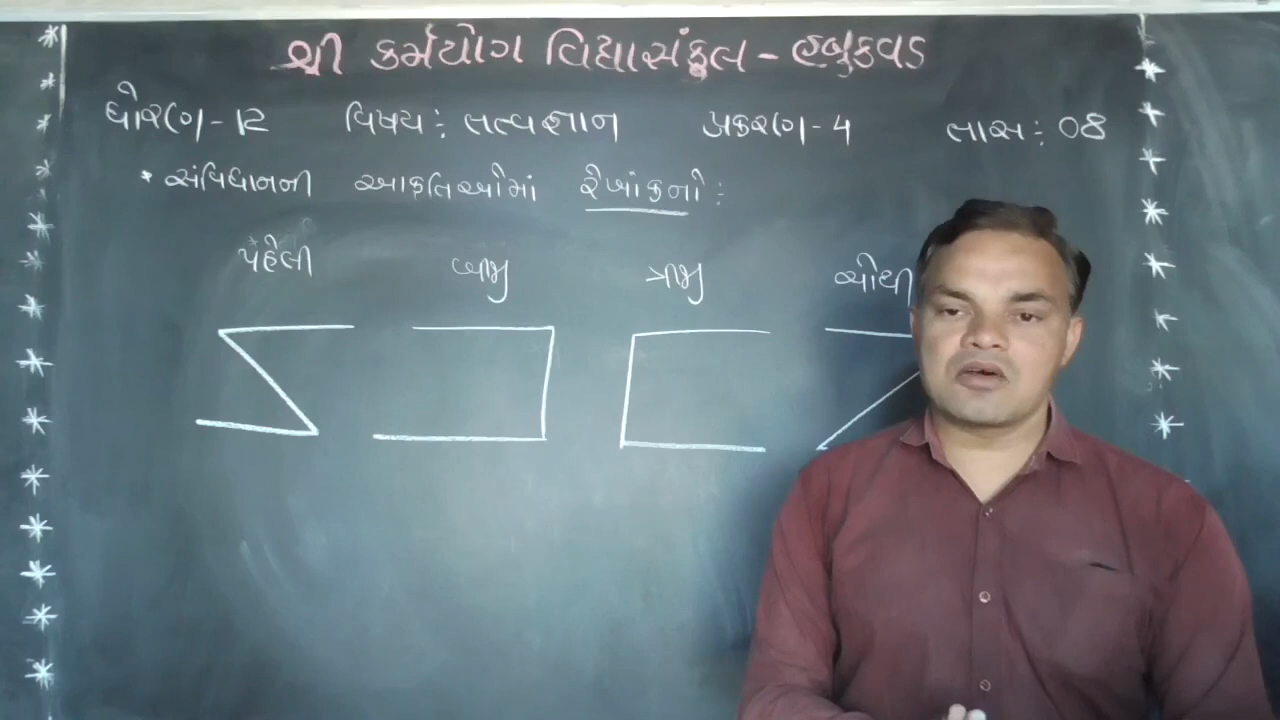 શ્રી કર્મયોગ વિદ્યાસંકુલ - હબુકવડ
ધોરણ - 12 વિષય : તત્વજ્ઞાન પ્રકરણ - 4 તાસ : 08
* સંવિધાનની આકૃતિઓમાં રેખાંકનો :
પહેલી બીજી ત્રીજી ચોથી